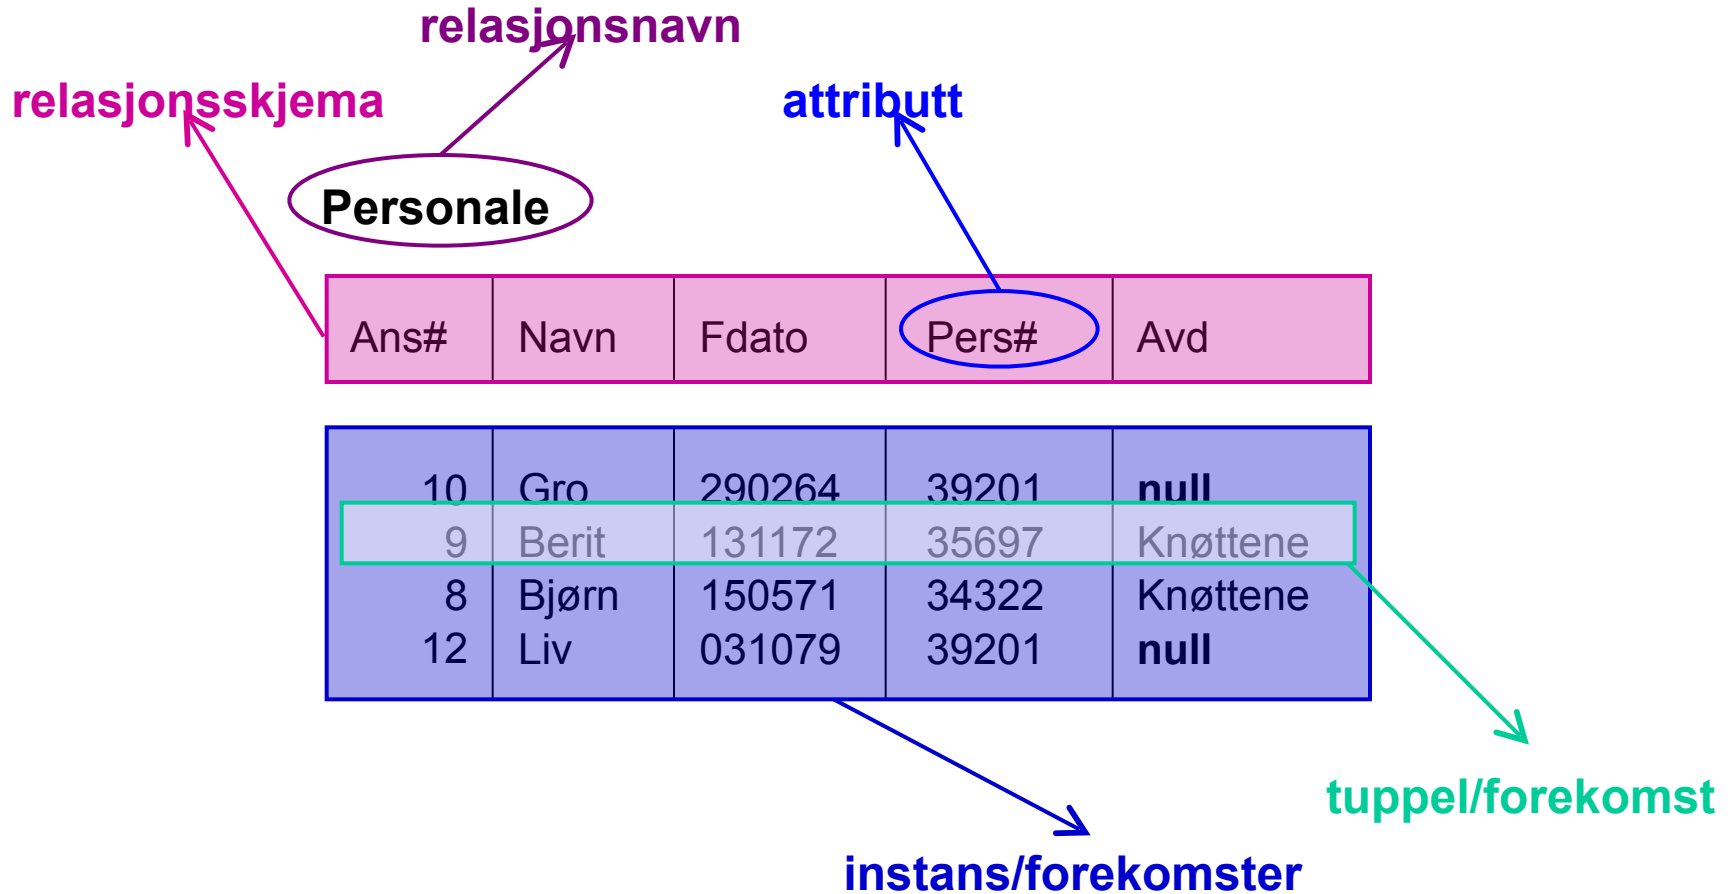 relasjonsnavn
relasjonsskjema attributt
Personale
Ans# Navn Fdato Pers# Avd
10 Gro 290264 39201 null
9 Berit 131172 35697 Knøttene
8 Bjørn 150571 34322 Knøttene
12 Liv 031079 39201 null
tuppel/forekomst
instans/forekomster